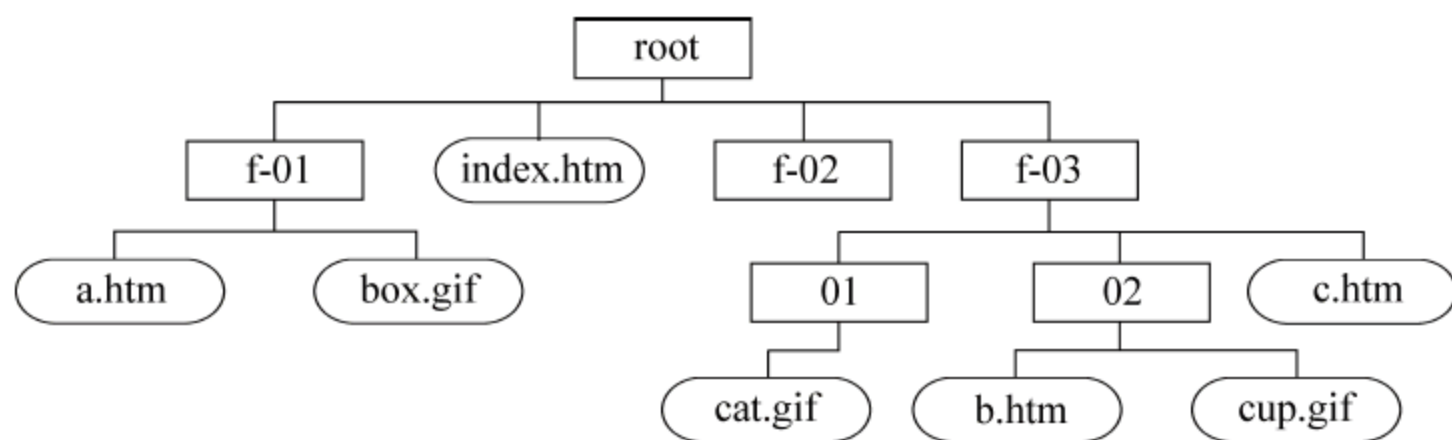 root
f-01
index.htm
f-02
f-03
a.htm
box.gif
01
02
c.htm
cat.gif
b.htm
cup.gif